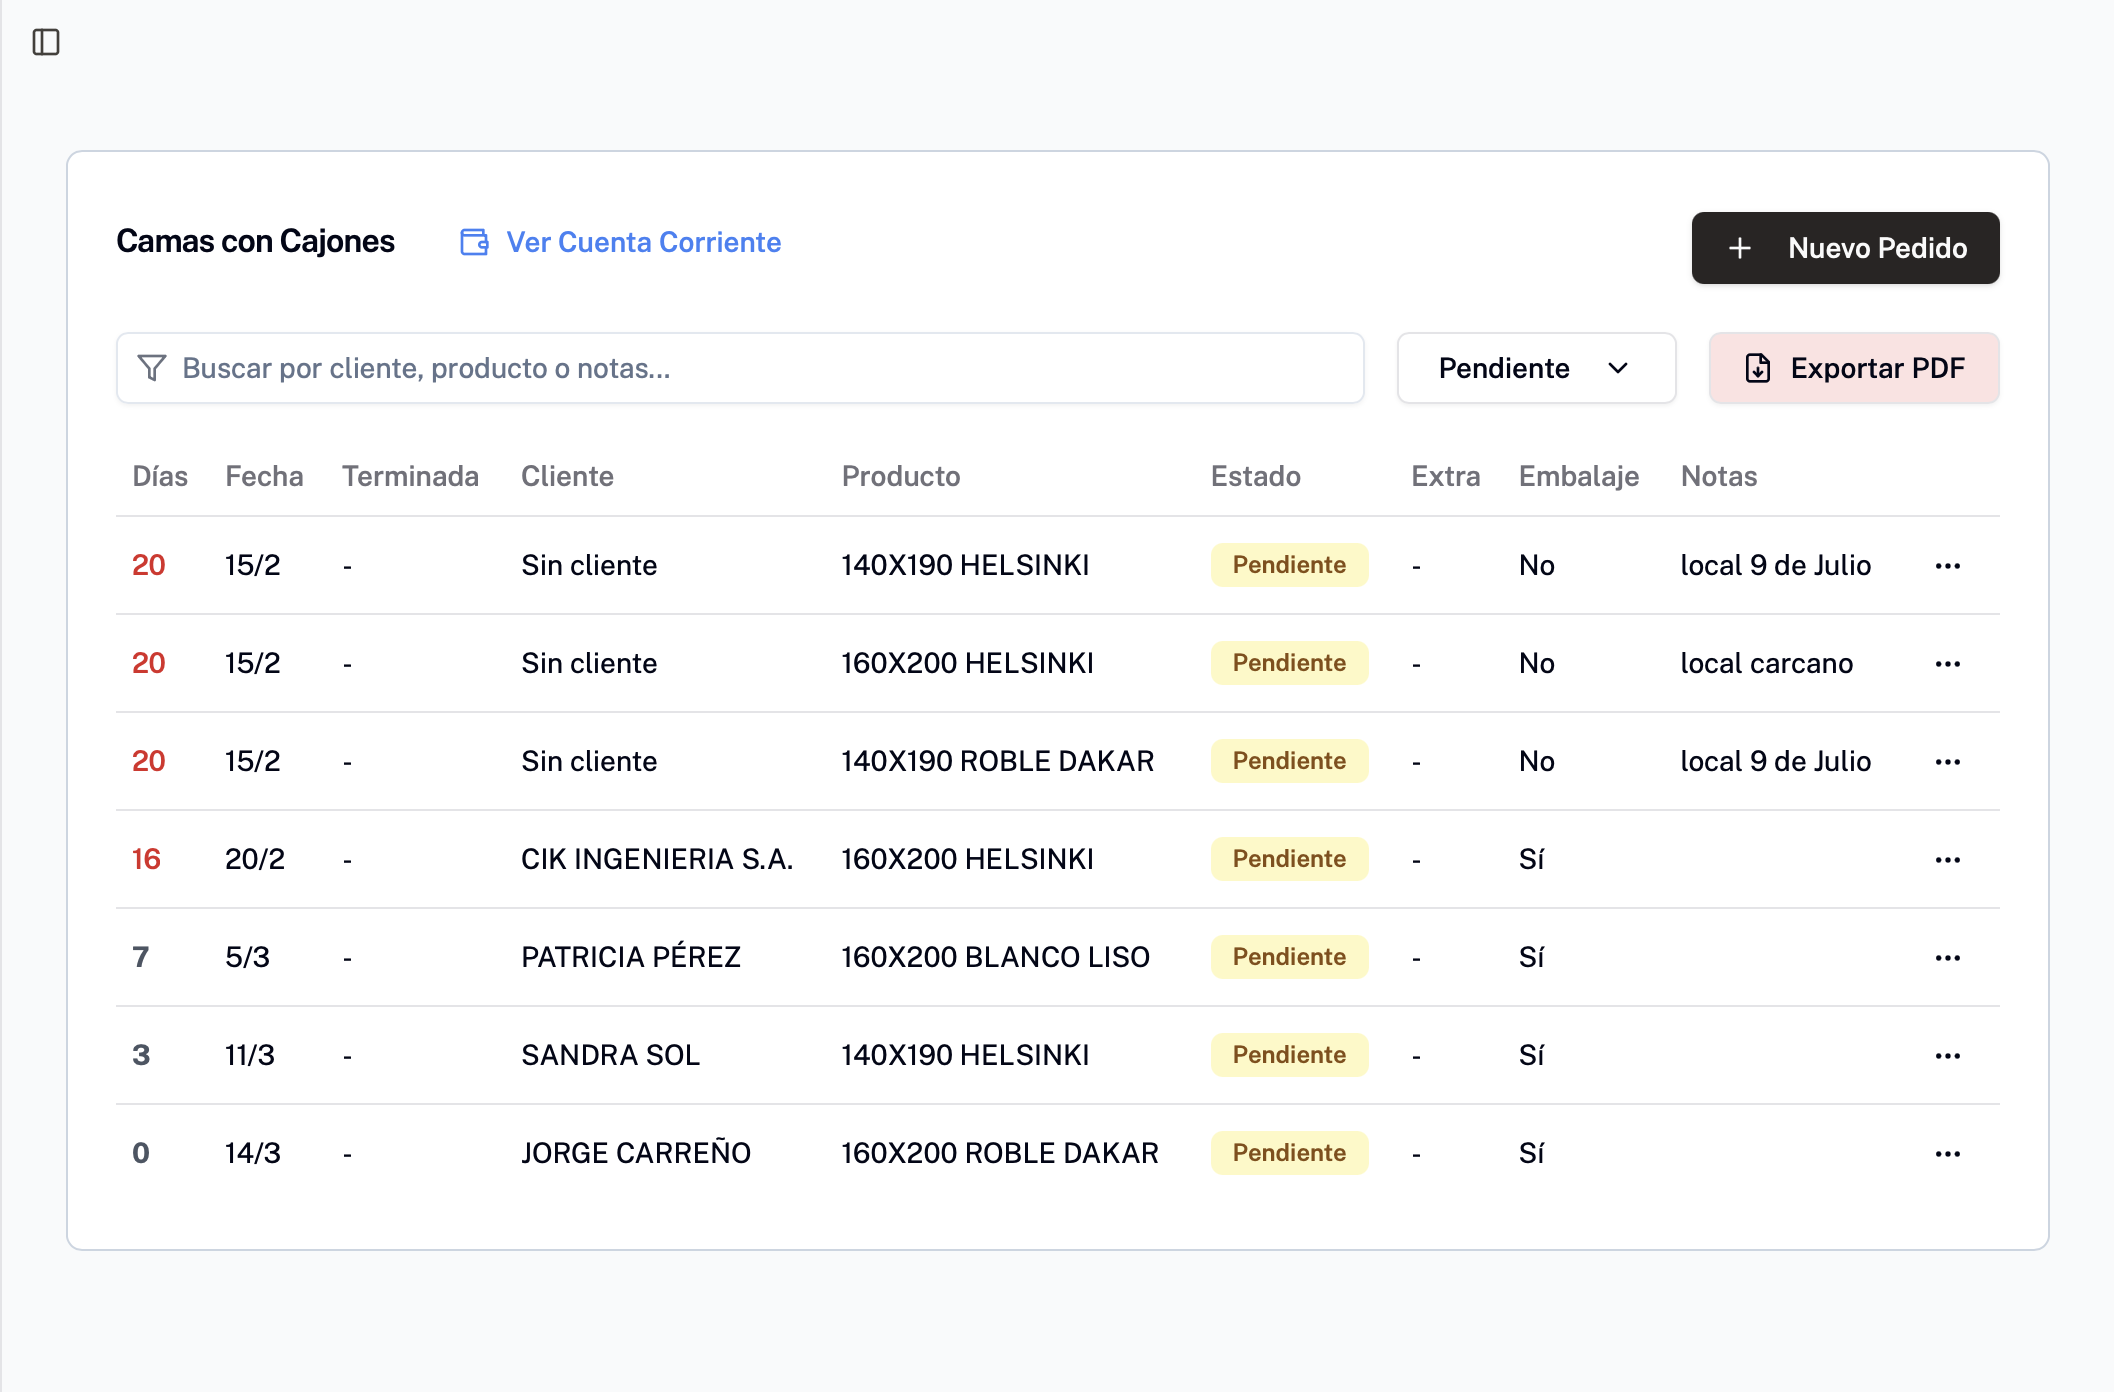 Camas con Cajones Ver Cuenta Corriente + Nuevo Pedido
Buscar por cliente, producto o notas... Pendiente Exportar PDF
Días Fecha Terminada Cliente Producto Estado Extra Embalaje Notas
20 15/2 - Sin cliente 140X190 HELSINKI Pendiente - No local 9 de Julio ...
20 15/2 - Sin cliente 160X200 HELSINKI Pendiente - No local carcano ...
20 15/2 - Sin cliente 140X190 ROBLE DAKAR Pendiente - No local 9 de Julio ...
16 20/2 - CIK INGENIERIA S.A. 160X200 HELSINKI Pendiente - Sí ...
7 5/3 - PATRICIA PÉREZ 160X200 BLANCO LISO Pendiente - Sí ...
3 11/3 - SANDRA SOL 140X190 HELSINKI Pendiente - Sí ...
0 14/3 - JORGE CARREÑO 160X200 ROBLE DAKAR Pendiente - Sí ...